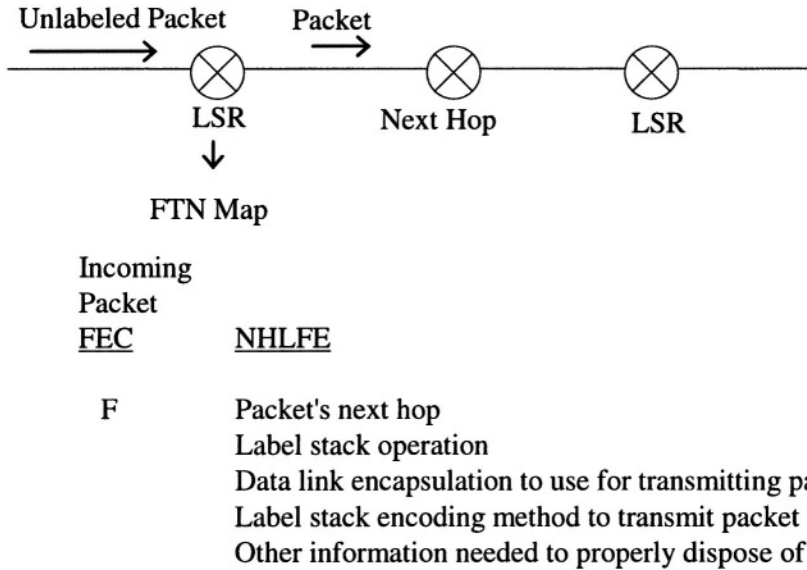 Unlabeled Packet Packet
LSR Next Hop LSR
FTN Map
Incoming
Packet
FEC NHLFE
F Packet's next hop
Label stack operation
Data link encapsulation to use for transmitting
Label stack encoding method to transmit packet
Other information needed to properly dispose of